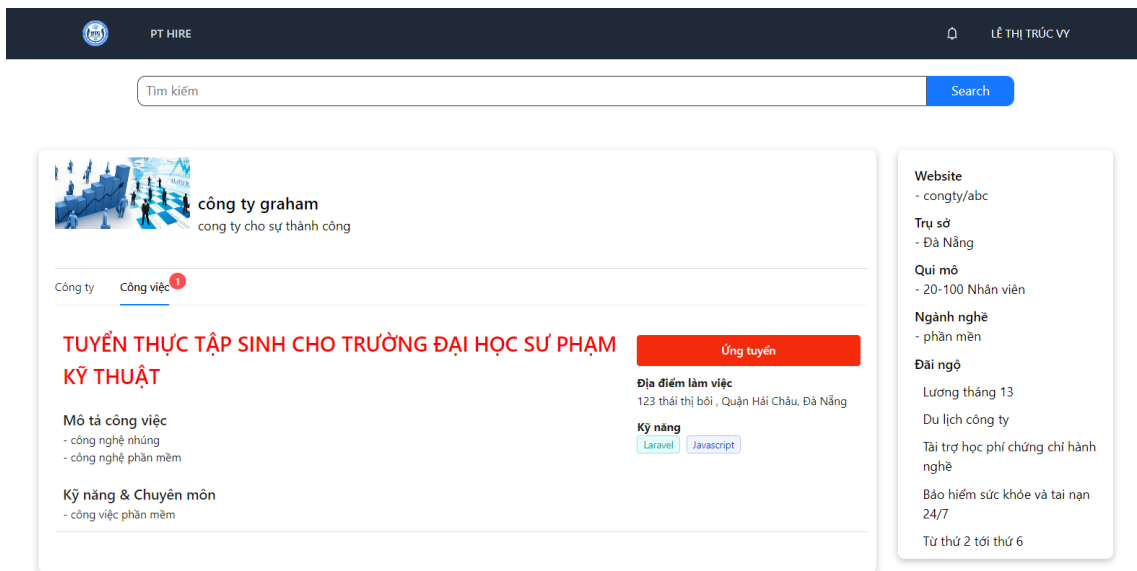 PT HIRE
LÊ THỊ TRÚC VY
Tìm kiếm
Search
công ty graham
cong ty cho sự thành công
Công ty
Công việc
1
TUYỂN THỰC TẬP SINH CHO TRƯỜNG ĐẠI HỌC SƯ PHẠM
KỸ THUẬT
Mô tả công việc
- công nghệ nhúng
- công nghệ phần mềm
Kỹ năng & Chuyên môn
- công việc phần mềm
Ứng tuyển
Địa điểm làm việc
123 thái thị bôi , Quận Hải Châu, Đà Nẵng
Kỹ năng
Laravel
Javascript
Website
- congty/abc
Trụ sở
- Đà Nẵng
Qui mô
- 20-100 Nhân viên
Ngành nghề
- phần mền
Đãi ngộ
Lương tháng 13
Du lịch công ty
Tài trợ học phí chứng chỉ hành
nghề
Bảo hiểm sức khỏe và tai nạn
24/7
Từ thứ 2 tới thứ 6